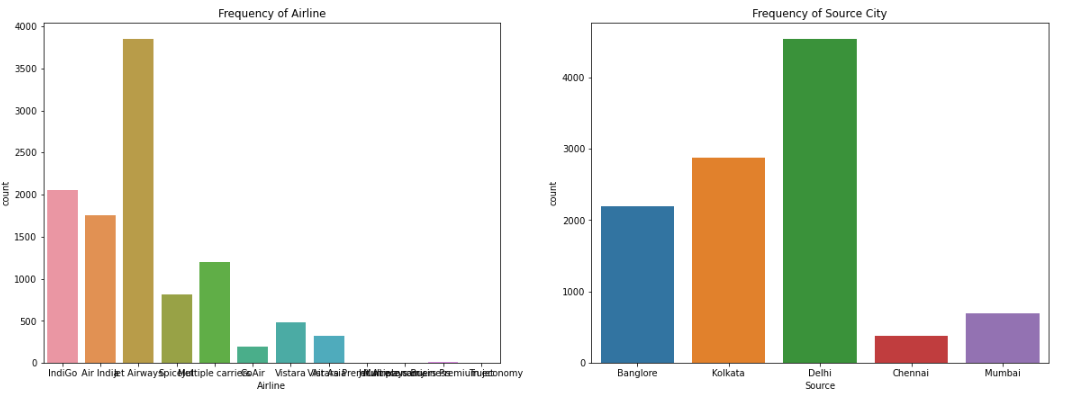 Frequency of Airline
4000
3500
3000
2500
2000
1500
1000
500
0
count
IndiGo
Air India
Jet Airways
SpiceJet
Multiple carriers
GoAir
Vistara
Air Asia
Trujet
Airline
Frequency of Source City
4000
3000
2000
1000
0
count
Banglore
Kolkata
Delhi
Chennai
Mumbai
Source